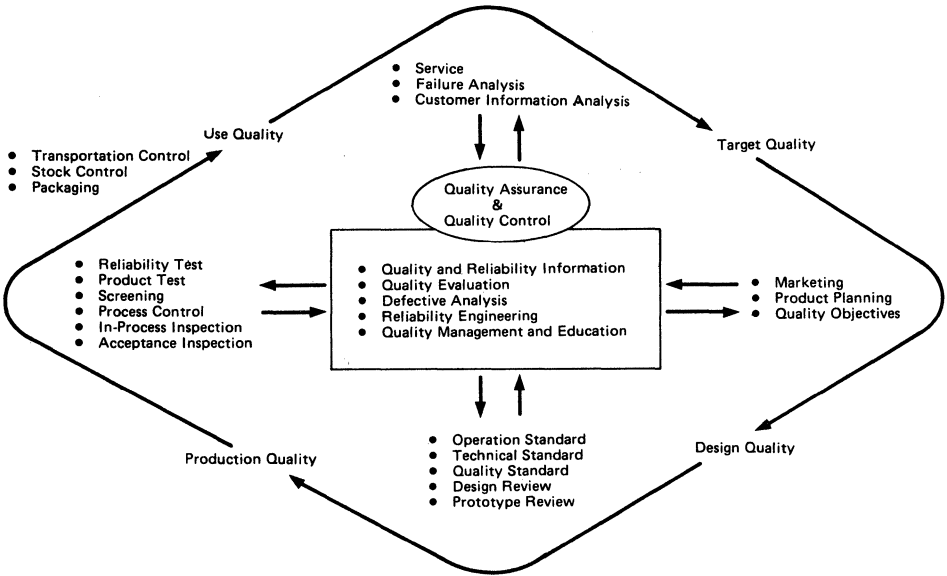 ● Service
● Failure Analysis
● Customer Information Analysis
Use Quality
Target Quality
● Transportation Control
● Stock Control
● Packaging
Quality Assurance
&
Quality Control
● Reliability Test
● Product Test
● Screening
● Process Control
● In-Process Inspection
● Acceptance Inspection
● Quality and Reliability Information
● Quality Evaluation
● Defective Analysis
● Reliability Engineering
● Quality Management and Education
● Marketing
● Product Planning
● Quality Objectives
● Operation Standard
● Technical Standard
● Quality Standard
● Design Review
● Prototype Review
Production Quality
Design Quality